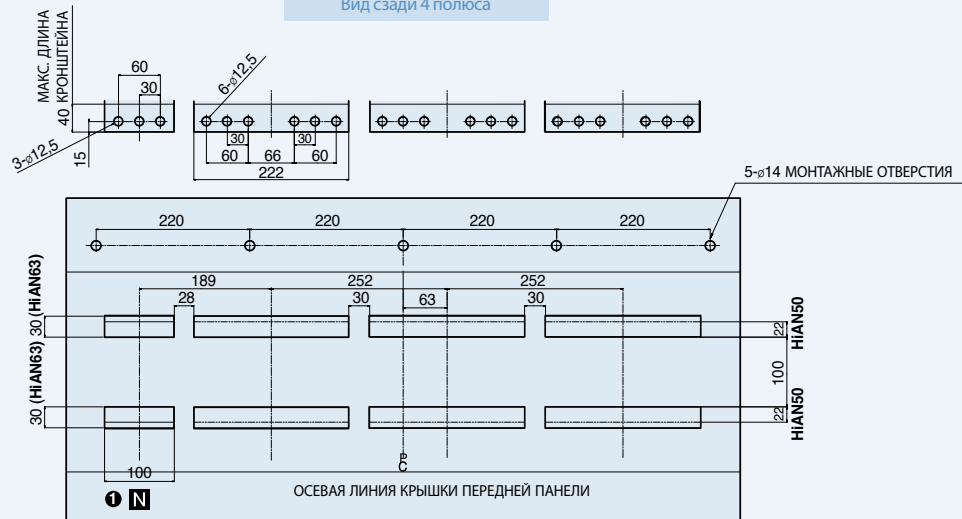 Вид сзади 4 полюса
МАКС. ДЛИНА
40 КРОНШТЕЙНА
60
30
3-ø12,5
15
6-ø12,5
30
30
60
66
60
222
5-ø14 МОНТАЖНЫЕ ОТВЕРСТИЯ
220
220
220
220
189
252
252
28
30
63
30
30 (HiAN63)
22
HiAN50
100
30 (HiAN63)
22
HiAN50
100
P
C
❶ N
ОСЕВАЯ ЛИНИЯ КРЫШКИ ПЕРЕДНЕЙ ПАНЕЛИ